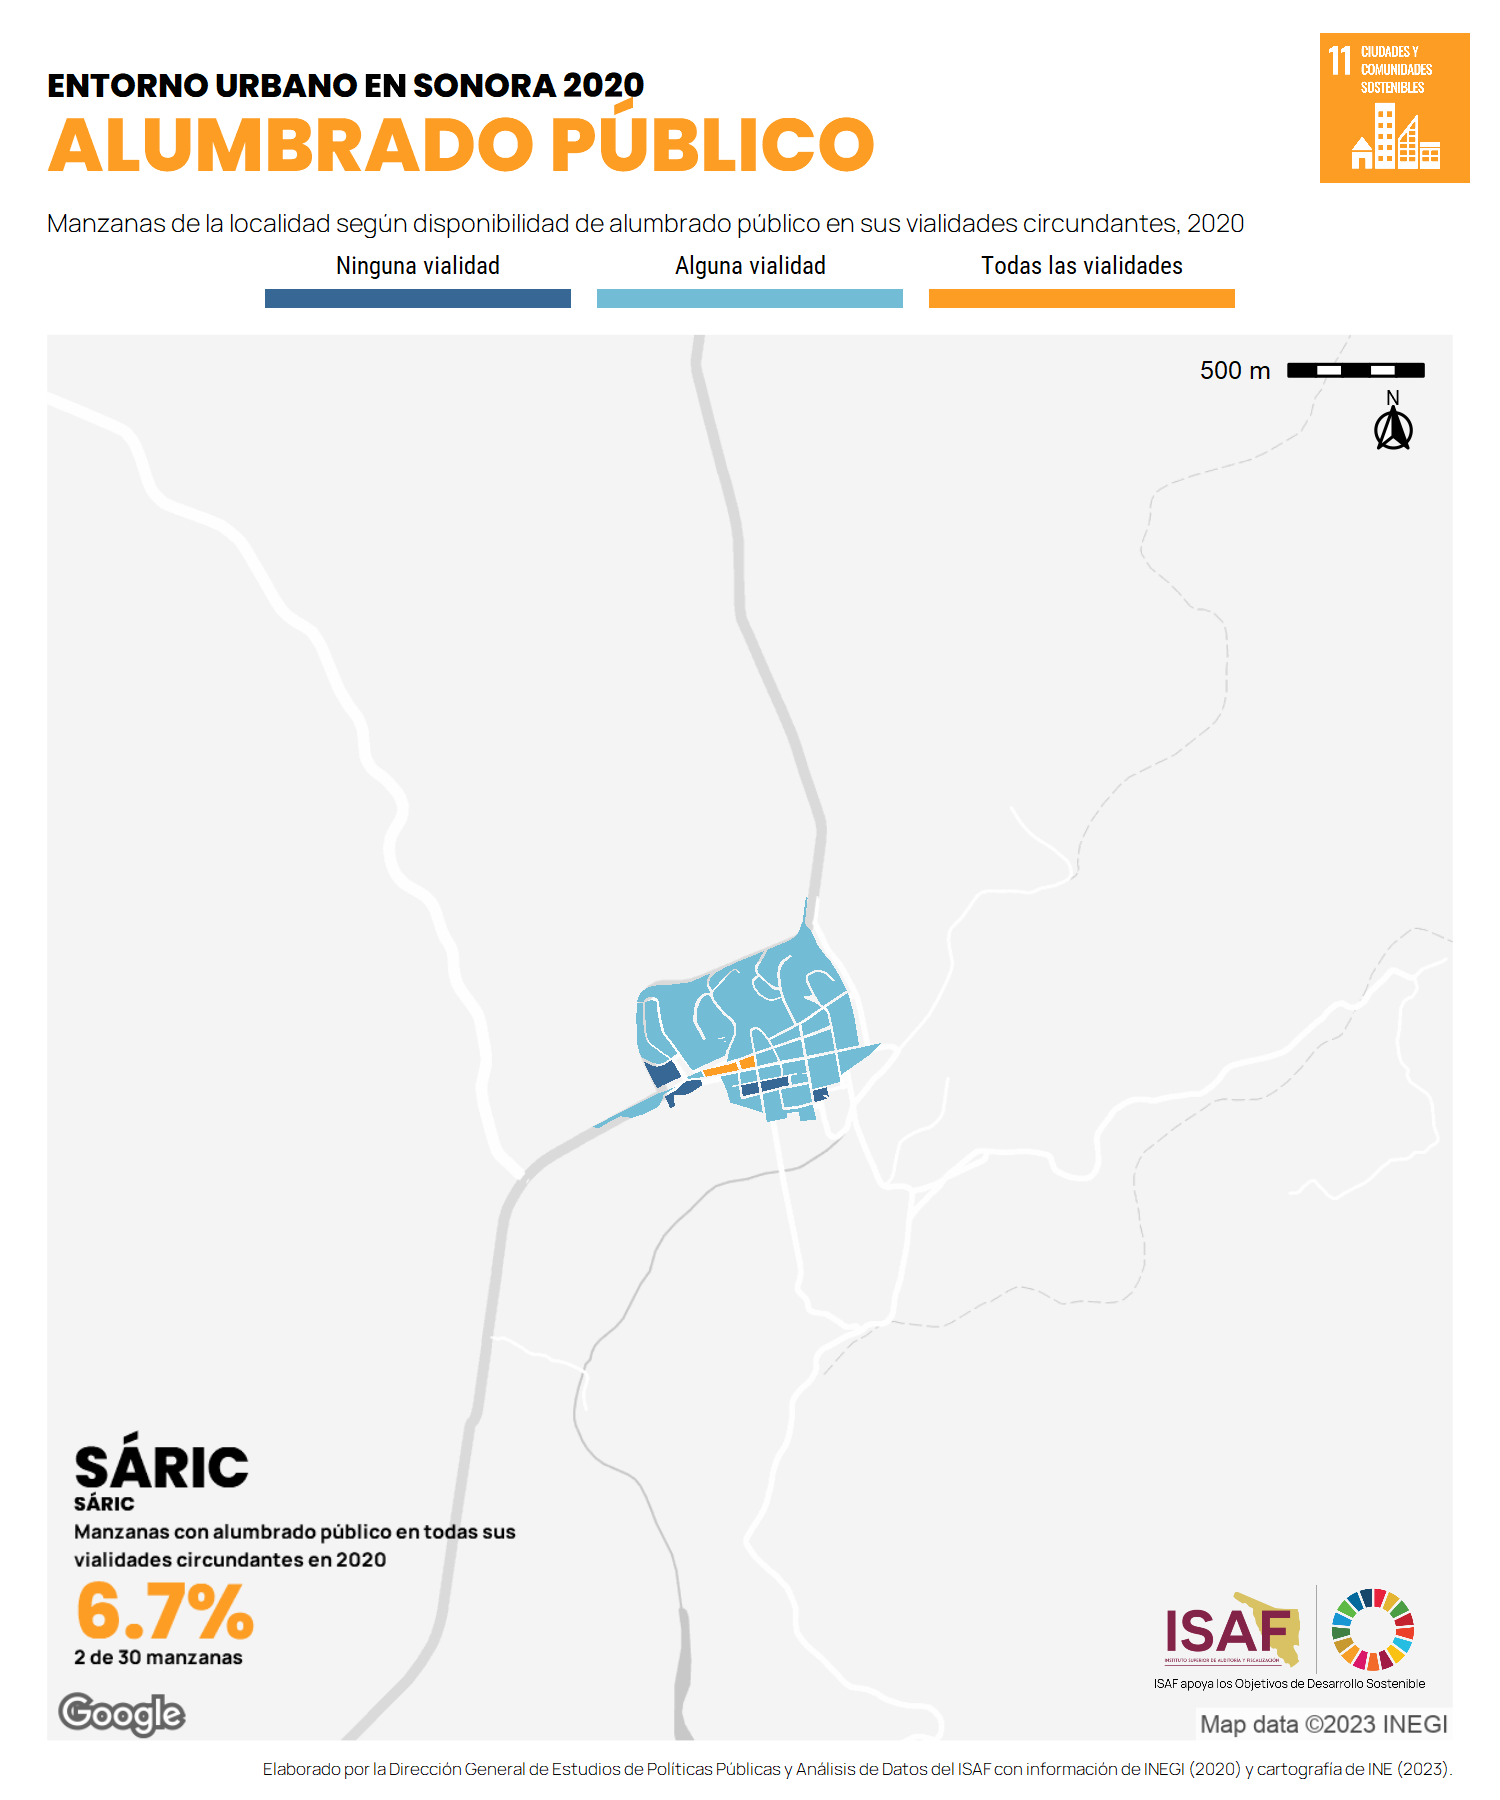 ENTORNO URBANO EN SONORA 2020
ALUMBRADO PÚBLICO
11 CIUDADES Y
COMUNIDADES
SOSTENIBLES
Manzanas de la localidad según disponibilidad de alumbrado público en sus vialidades circundantes, 2020
Ninguna vialidad
Alguna vialidad
Todas las vialidades
500 m
N
SÁRIC
SÁRIC
Manzanas con alumbrado público en todas sus
vialidades circundantes en 2020
6.7%
2 de 30 manzanas
ISAF
INSTITUTO SUPERIOR DE AUDITORÍA Y FISCALIZACIÓN
ISAF apoya los Objetivos de Desarrollo Sostenible
Google
Map data ©2023 INEGI
Elaborado por la Dirección General de Estudios de Políticas Públicas y Análisis de Datos del ISAF con información de INEGI (2020) y cartografía de INE (2023).